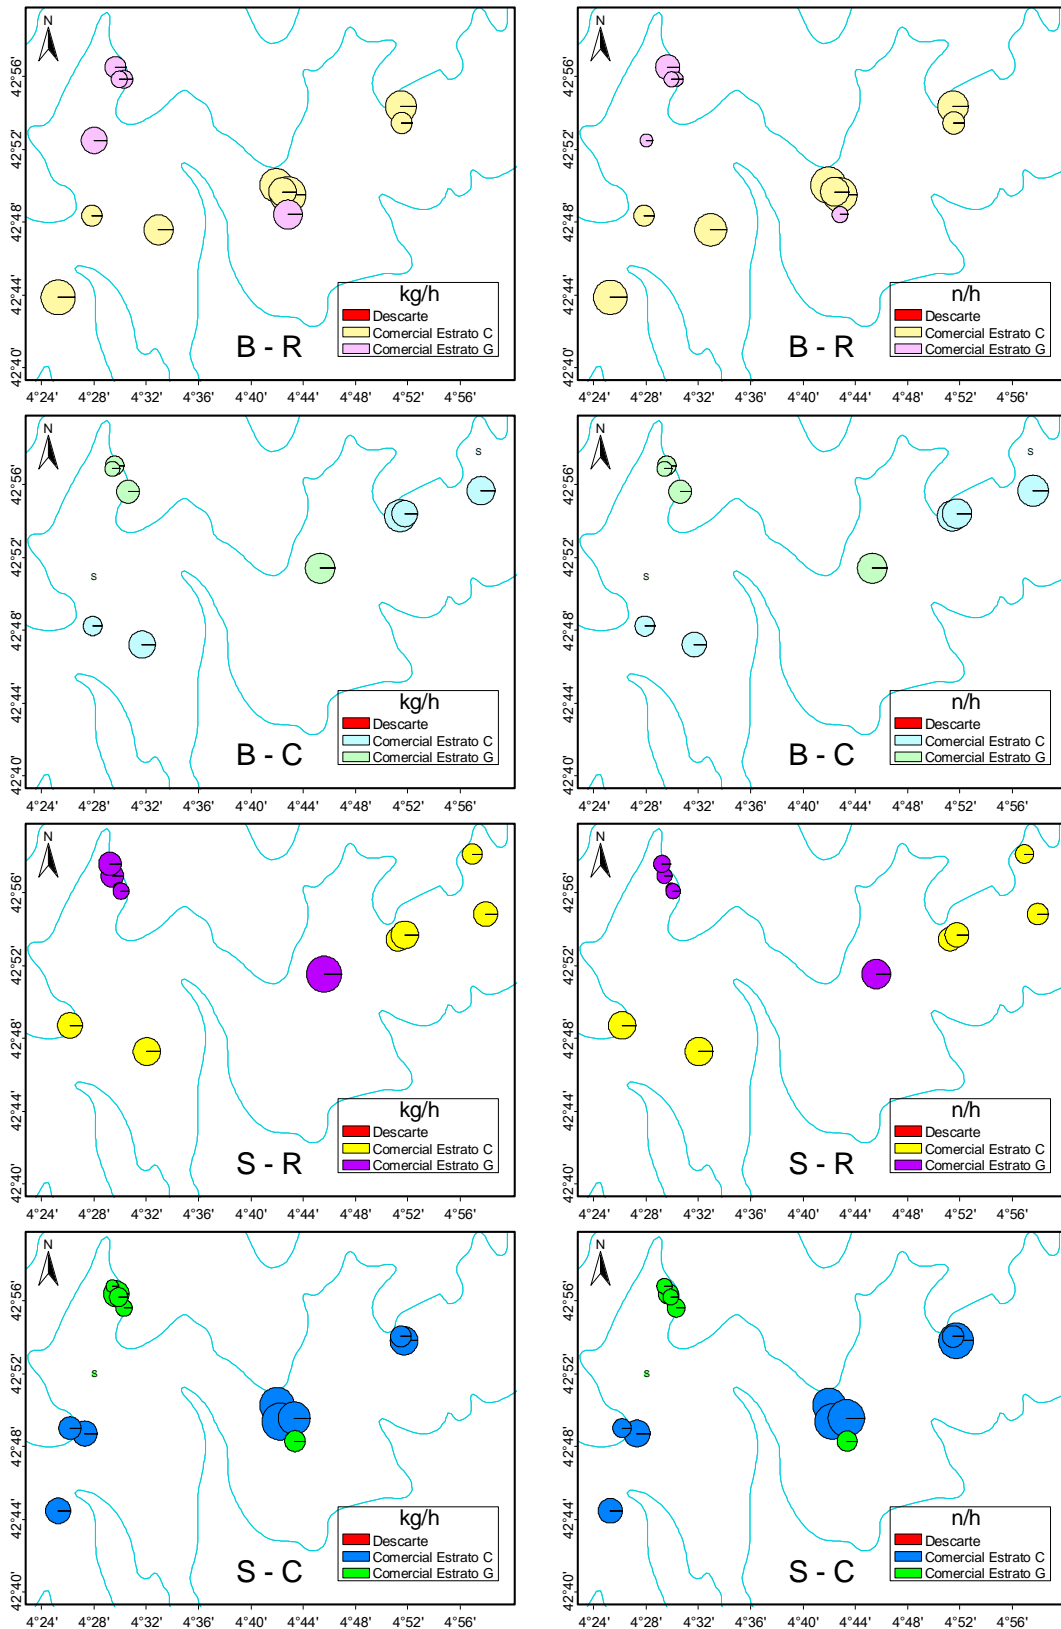 N
42°56'
42°52'
42°48'
42°44'
42°40'
kg/h
Descarte
Comercial Estrato C
Comercial Estrato G
B - R
4°24' 4°28' 4°32' 4°36' 4°40' 4°44' 4°48' 4°52' 4°56'
N
42°56'
42°52'
42°48'
42°44'
42°40'
n/h
Descarte
Comercial Estrato C
Comercial Estrato G
B - R
4°24' 4°28' 4°32' 4°36' 4°40' 4°44' 4°48' 4°52' 4°56'
N
S
42°56'
42°52'
S
42°48'
42°44'
42°40'
kg/h
Descarte
Comercial Estrato C
Comercial Estrato G
B - C
4°24' 4°28' 4°32' 4°36' 4°40' 4°44' 4°48' 4°52' 4°56'
N
S
42°56'
42°52'
S
42°48'
42°44'
42°40'
n/h
Descarte
Comercial Estrato C
Comercial Estrato G
B - C
4°24' 4°28' 4°32' 4°36' 4°40' 4°44' 4°48' 4°52' 4°56'
N
42°56'
42°52'
42°48'
42°44'
42°40'
kg/h
Descarte
Comercial Estrato C
Comercial Estrato G
S - R
4°24' 4°28' 4°32' 4°36' 4°40' 4°44' 4°48' 4°52' 4°56'
N
42°56'
42°52'
42°48'
42°44'
42°40'
n/h
Descarte
Comercial Estrato C
Comercial Estrato G
S - R
4°24' 4°28' 4°32' 4°36' 4°40' 4°44' 4°48' 4°52' 4°56'
N
42°56'
42°52'
S
42°48'
42°44'
42°40'
kg/h
Descarte
Comercial Estrato C
Comercial Estrato G
S - C
4°24' 4°28' 4°32' 4°36' 4°40' 4°44' 4°48' 4°52' 4°56'
N
42°56'
42°52'
S
42°48'
42°44'
42°40'
n/h
Descarte
Comercial Estrato C
Comercial Estrato G
S - C
4°24' 4°28' 4°32' 4°36' 4°40' 4°44' 4°48' 4°52' 4°56'